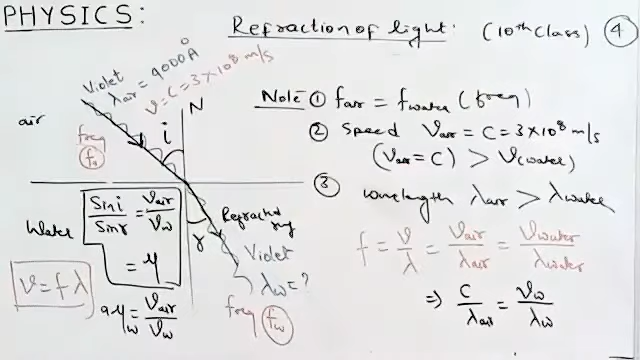 PHYSICS:
Refraction of light: (10th Class) ④
Violet
λair = 4000 Å
v = C = 3×10⁸ m/s
N
air
freq
fa
i
Note ① fair = fwater (freq)
② Speed Vair = C = 3×10⁸ m/s
(Vair = C) > V(water)
③ wavelength λair > λwater
Sin i / Sin r = Vair / Vw
= μ
Water
Refracted ray
r
Violet
λw = ?
freq fw
v = fλ
aμw = Vair / Vw
f = v/λ = Vair/λair = Vwater/λwater
⇒ C/λair = Vw/λw